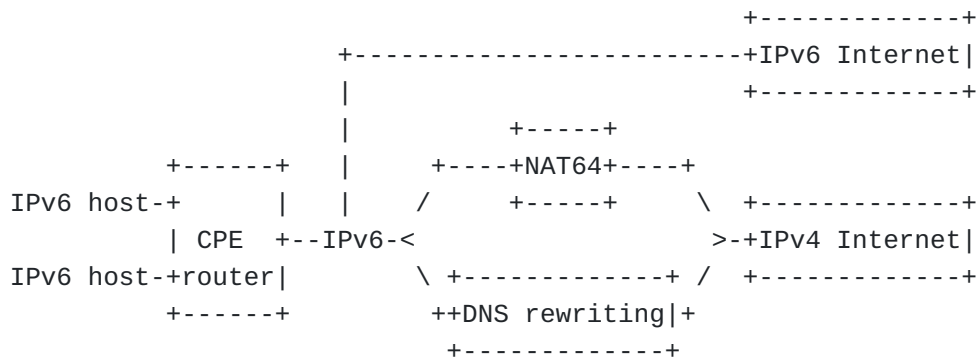 IPv6 Internet
NAT64
IPv6 host
CPE IPv6 IPv4 Internet
IPv6 host router
DNS rewriting